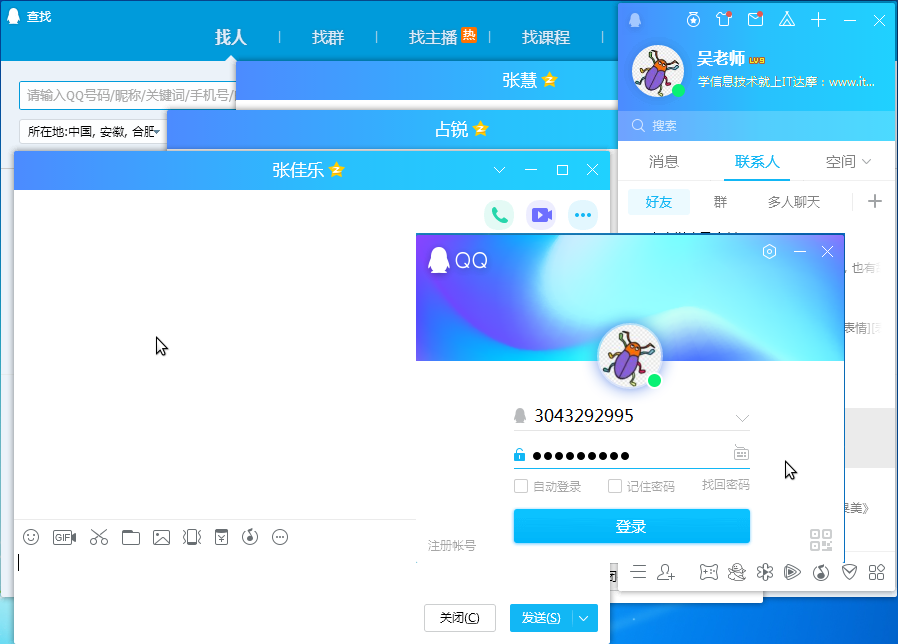 查找
找人
找群
找主播 热
找课程
请输入QQ号码/昵称/关键词/手机号/
所在地:中国, 安徽, 合肥
张慧
占锐
张佳乐
吴老师 LV9
学信息技术就上IT达摩：www.it...
搜索
消息
联系人
空间
好友
群
多人聊天
, 也有
表情]
美》
QQ
3043292995
自动登录
记住密码
找回密码
登录
注册帐号
GIF
关闭(C)
发送(S)